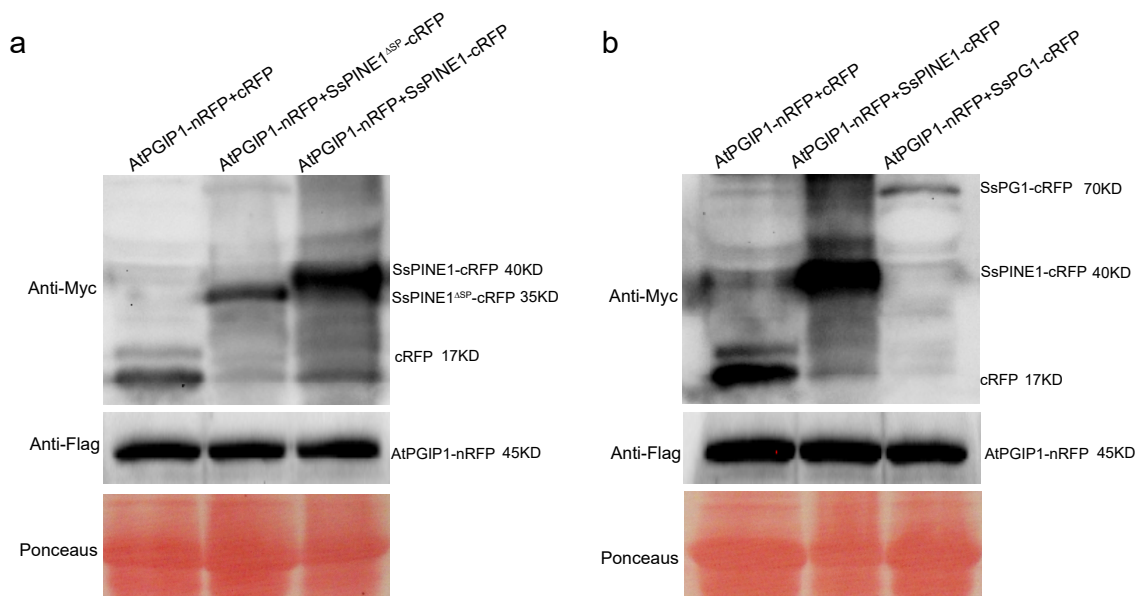 a
AtPGIP1-nRFP+cRFP
AtPGIP1-nRFP+SsPINE1ΔSP-cRFP
AtPGIP1-nRFP+SsPINE1-cRFP
Anti-Myc
SsPINE1-cRFP 40KD
SsPINE1ΔSP-cRFP 35KD
cRFP 17KD
Anti-Flag
AtPGIP1-nRFP 45KD
Ponceaus
b
AtPGIP1-nRFP+cRFP
AtPGIP1-nRFP+SsPINE1-cRFP
AtPGIP1-nRFP+SsPG1-cRFP
SsPG1-cRFP 70KD
Anti-Myc
SsPINE1-cRFP 40KD
cRFP 17KD
Anti-Flag
AtPGIP1-nRFP 45KD
Ponceaus